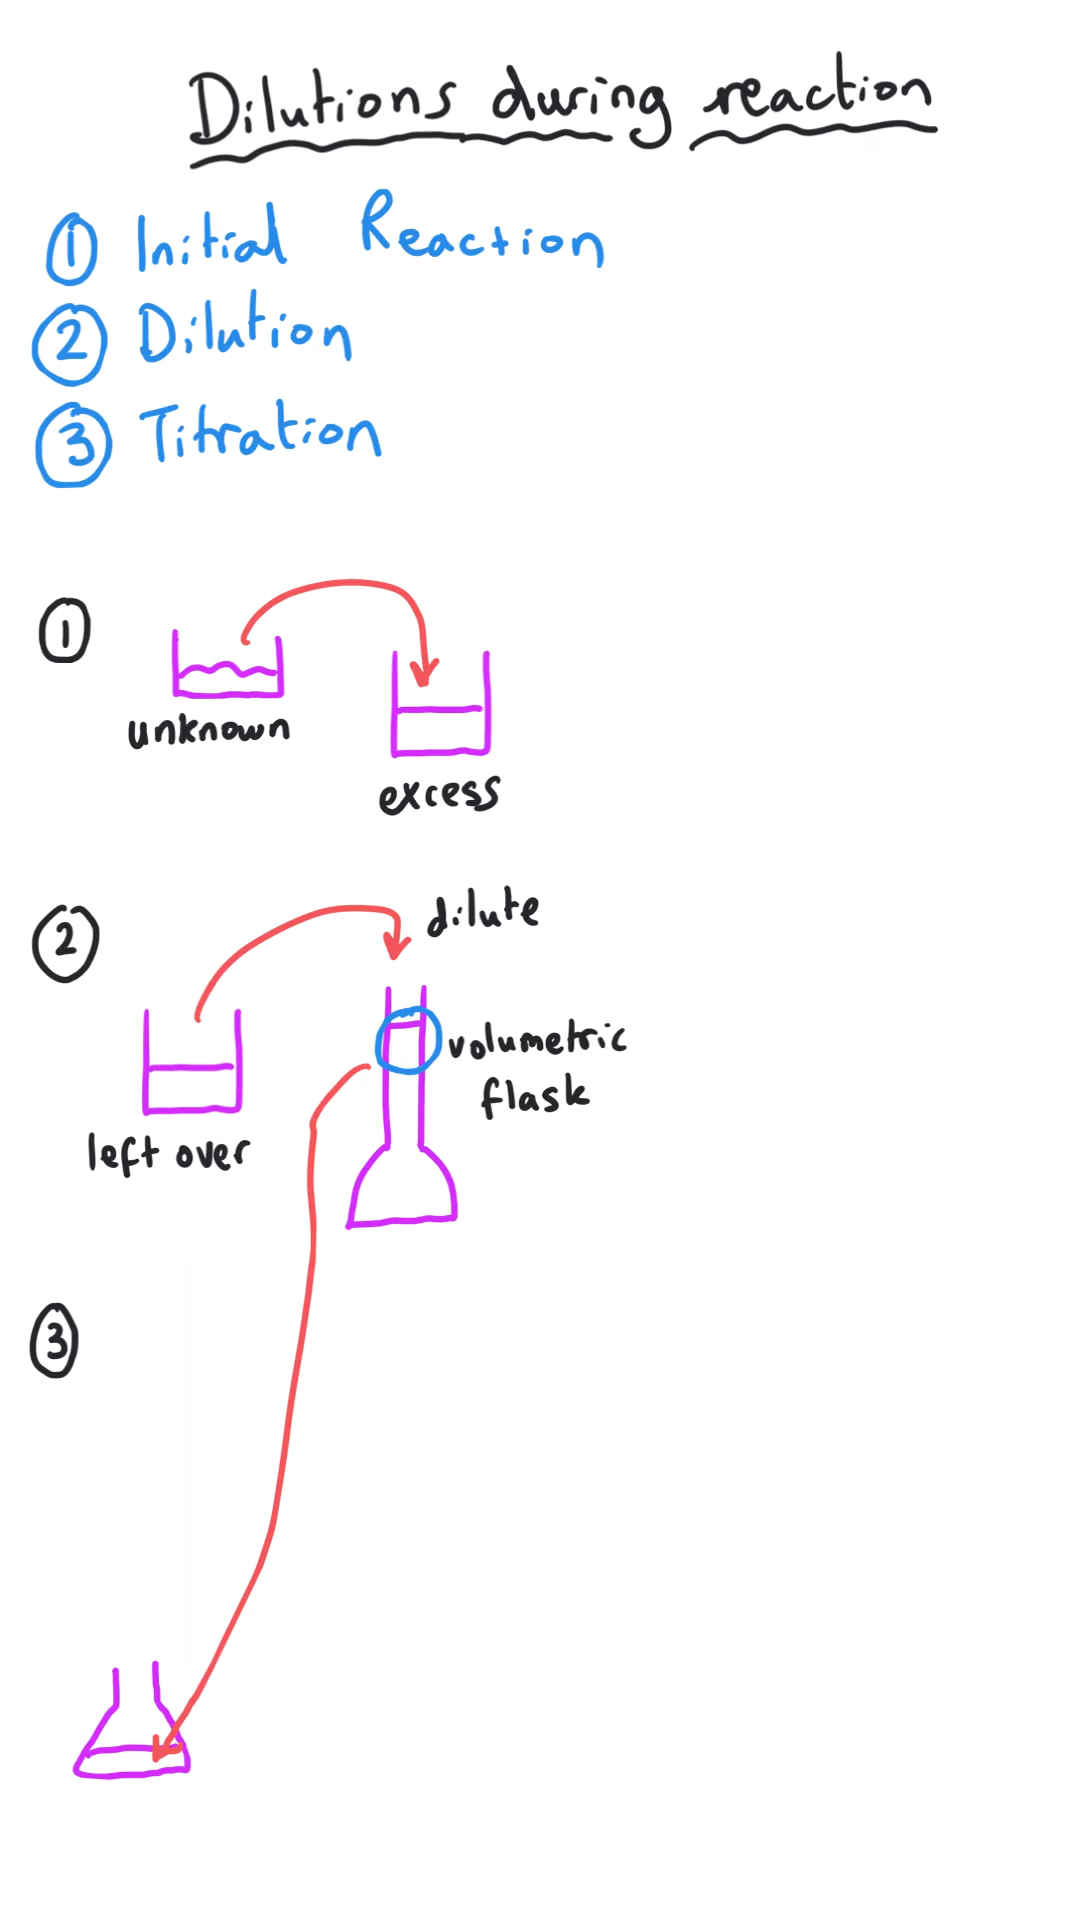 Dilutions during reaction
① Initial Reaction
② Dilution
③ Titration
①
unknown
excess
②
dilute
volumetric
flask
left over
③